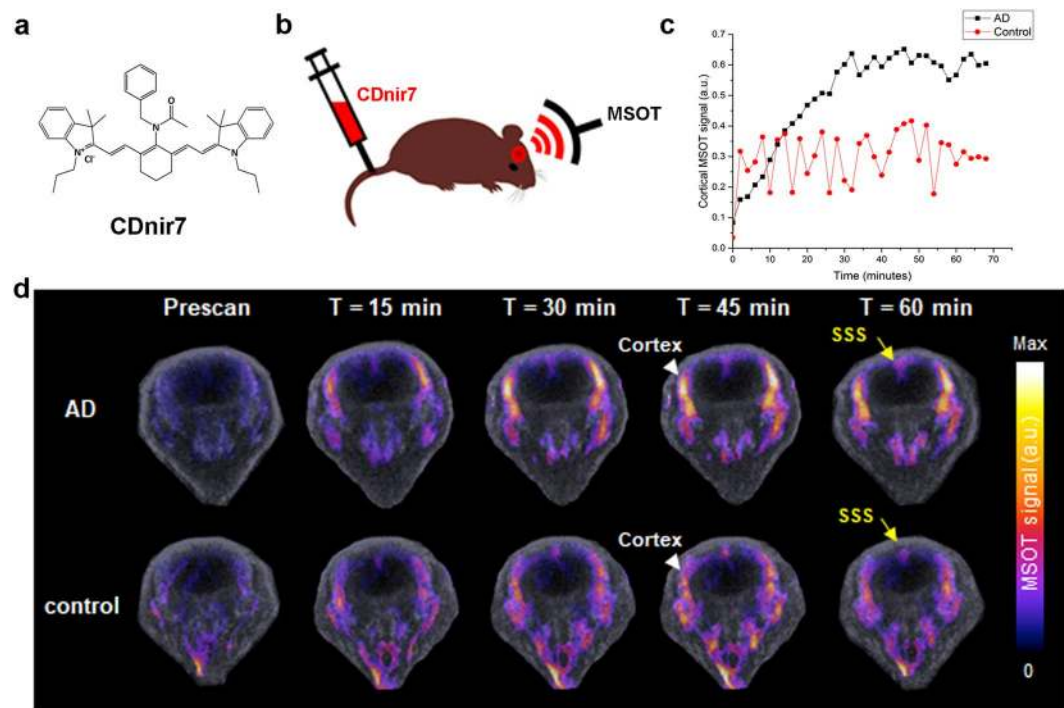 a
N
O
N⁺
Cl⁻
N
CDnir7
b
CDnir7
MSOT
c
AD
Control
Cortical MSOT signal (a.u.)
0.7
0.6
0.5
0.4
0.3
0.2
0.1
0.0
0 10 20 30 40 50 60 70
Time (minutes)
d
Prescan T = 15 min T = 30 min T = 45 min T = 60 min
AD
Cortex
SSS
control
Cortex
SSS
Max
MSOT signal (a.u.)
0